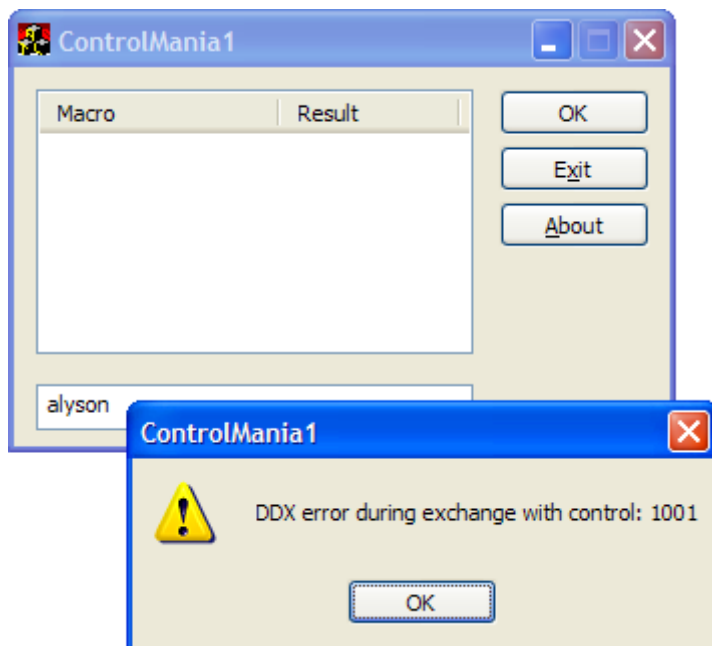 ControlMania1
Macro Result
OK
Exit
About
alyson
ControlMania1
DDX error during exchange with control: 1001
OK